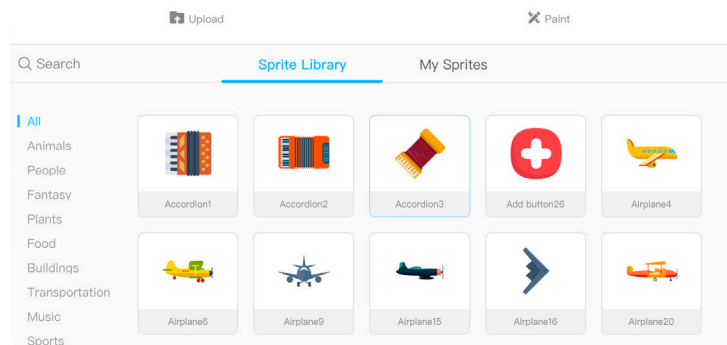 Upload
Paint
Search
Sprite Library
My Sprites
All
Animals
People
Fantasy
Plants
Food
Buildings
Transportation
Music
Sports
Accordion1
Accordion2
Accordion3
Add button26
Airplane4
Airplane6
Airplane9
Airplane15
Airplane16
Airplane20